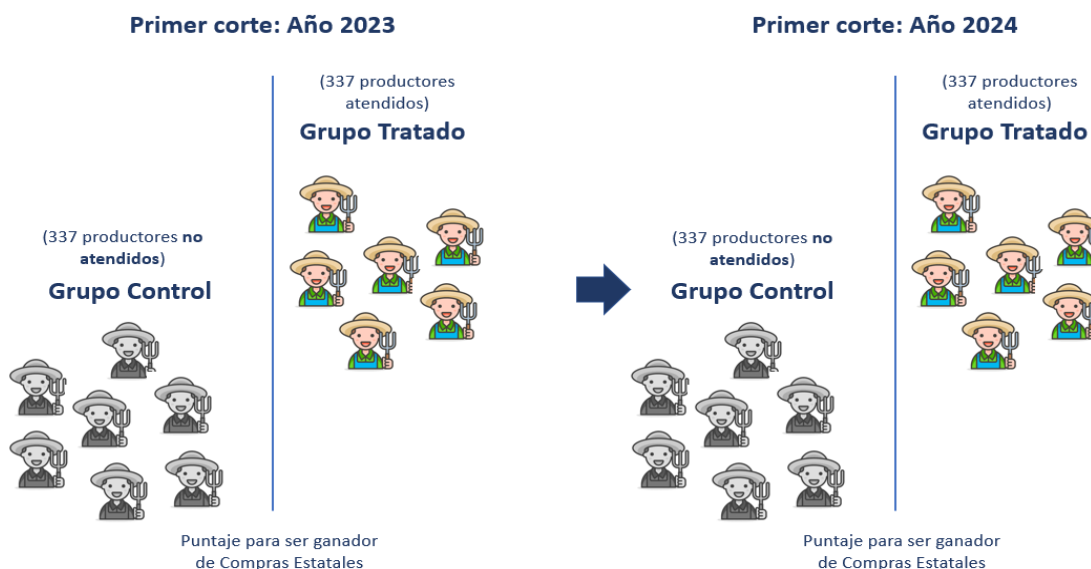 Primer corte: Año 2023
(337 productores
atendidos)
Grupo Tratado
(337 productores no
atendidos)
Grupo Control
Puntaje para ser ganador
de Compras Estatales
Primer corte: Año 2024
(337 productores
atendidos)
Grupo Tratado
(337 productores no
atendidos)
Grupo Control
Puntaje para ser ganador
de Compras Estatales